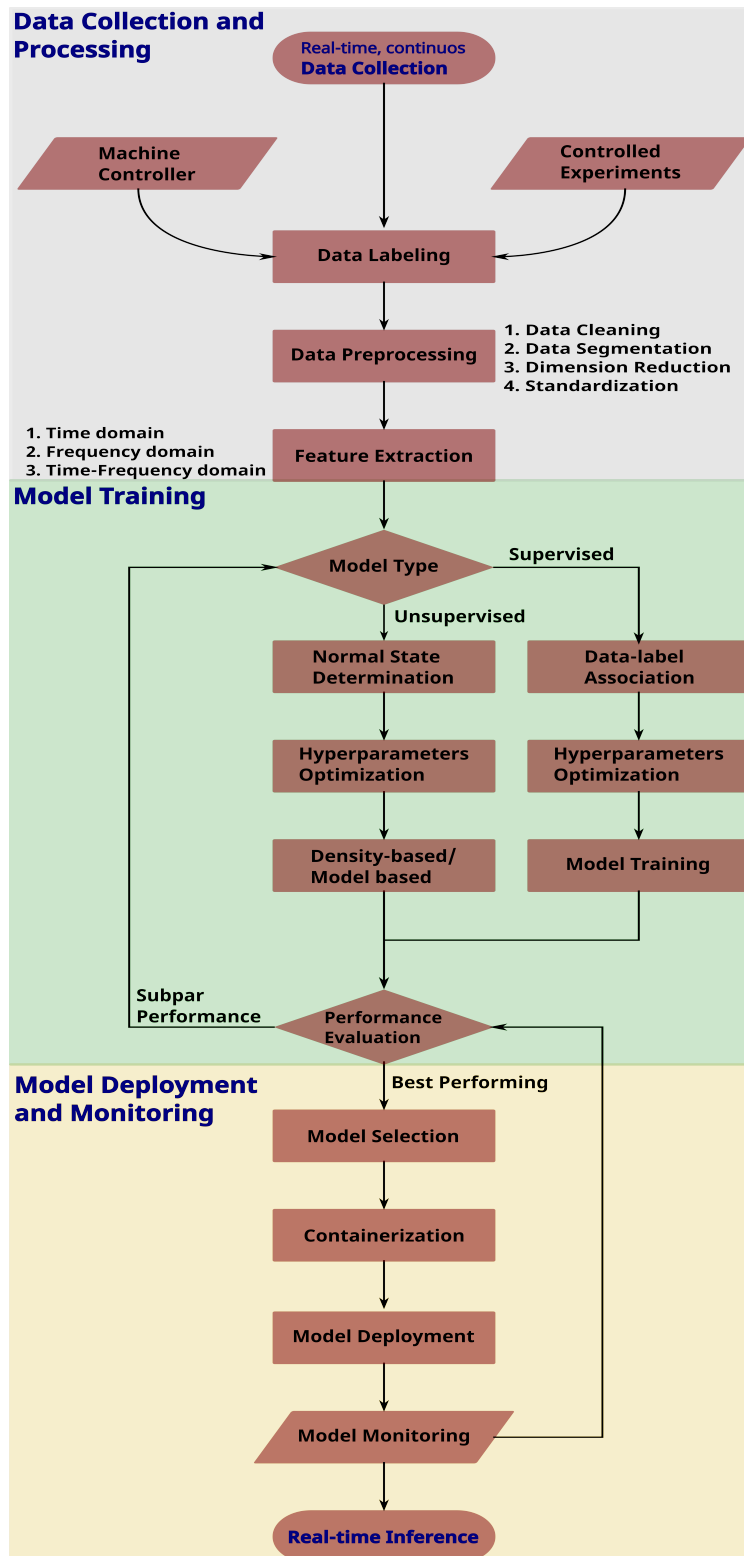 Data Collection and
Processing
Real-time, continuos
Data Collection
Machine
Controller
Controlled
Experiments
Data Labeling
Data Preprocessing
1. Data Cleaning
2. Data Segmentation
3. Dimension Reduction
4. Standardization
1. Time domain
2. Frequency domain
3. Time-Frequency domain
Feature Extraction
Model Training
Model Type
Supervised
Unsupervised
Normal State
Determination
Data-label
Association
Hyperparameters
Optimization
Hyperparameters
Optimization
Density-based/
Model based
Model Training
Subpar
Performance
Performance
Evaluation
Model Deployment
and Monitoring
Best Performing
Model Selection
Containerization
Model Deployment
Model Monitoring
Real-time Inference